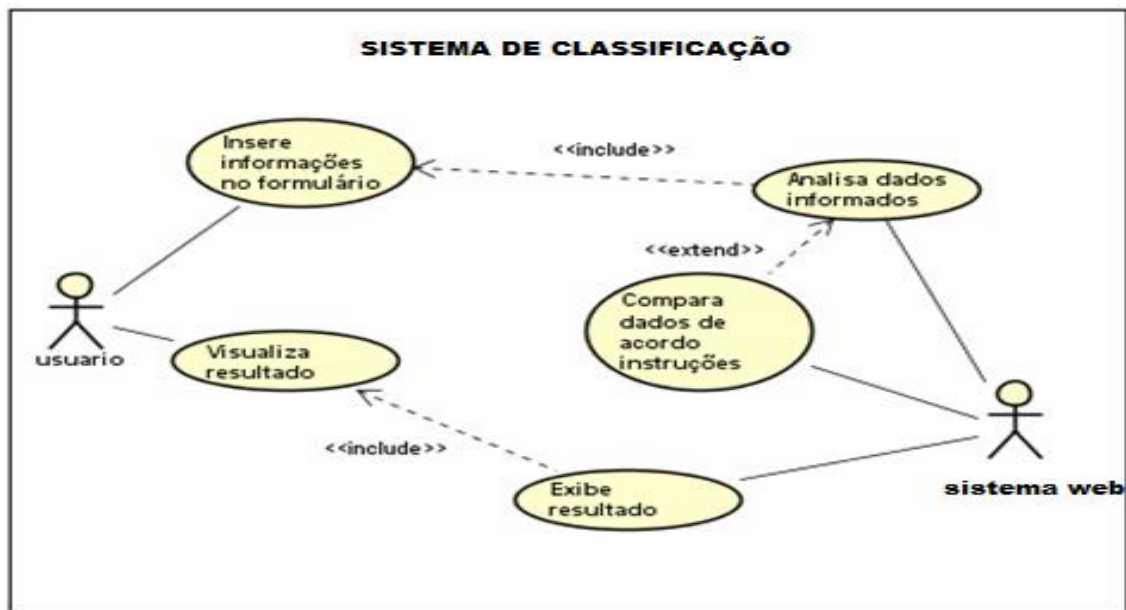 SISTEMA DE CLASSIFICAÇÃO
Insere
informações
no formulário
<<include>>
Analisa dados
informados
<<extend>>
Compara
dados de
acordo
instruções
usuario
Visualiza
resultado
<<include>>
Exibe
resultado
sistema web